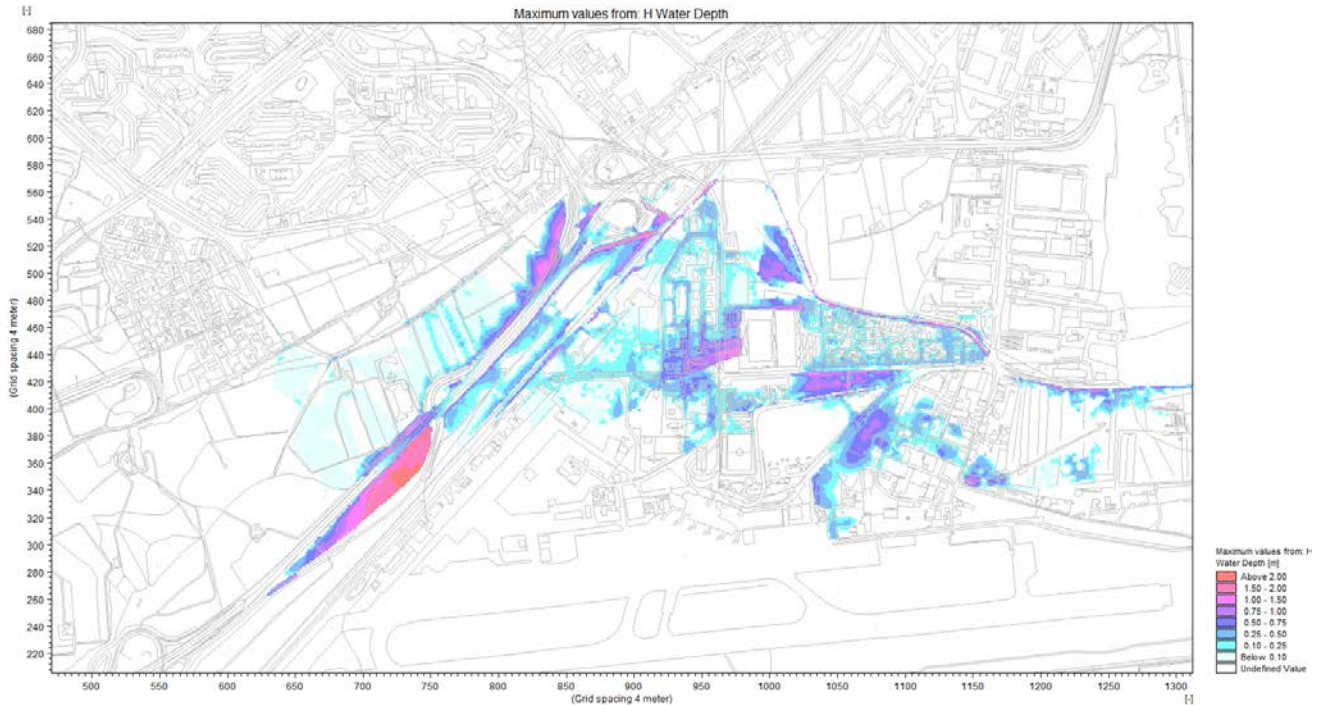 [-]
Maximum values from: H Water Depth
680
660
640
620
600
580
560
540
520
500
480
460
440
420
400
380
360
340
320
300
280
260
240
220
(Grid spacing 4 meter)
500 550 600 650 700 750 800 850 900 950 1000 1050 1100 1150 1200 1250 1300
(Grid spacing 4 meter)
[-]
Maximum values from: H
Water Depth [m]
Above 2.00
1.50 - 2.00
1.00 - 1.50
0.75 - 1.00
0.50 - 0.75
0.25 - 0.50
0.10 - 0.25
Below 0.10
Undefined Value